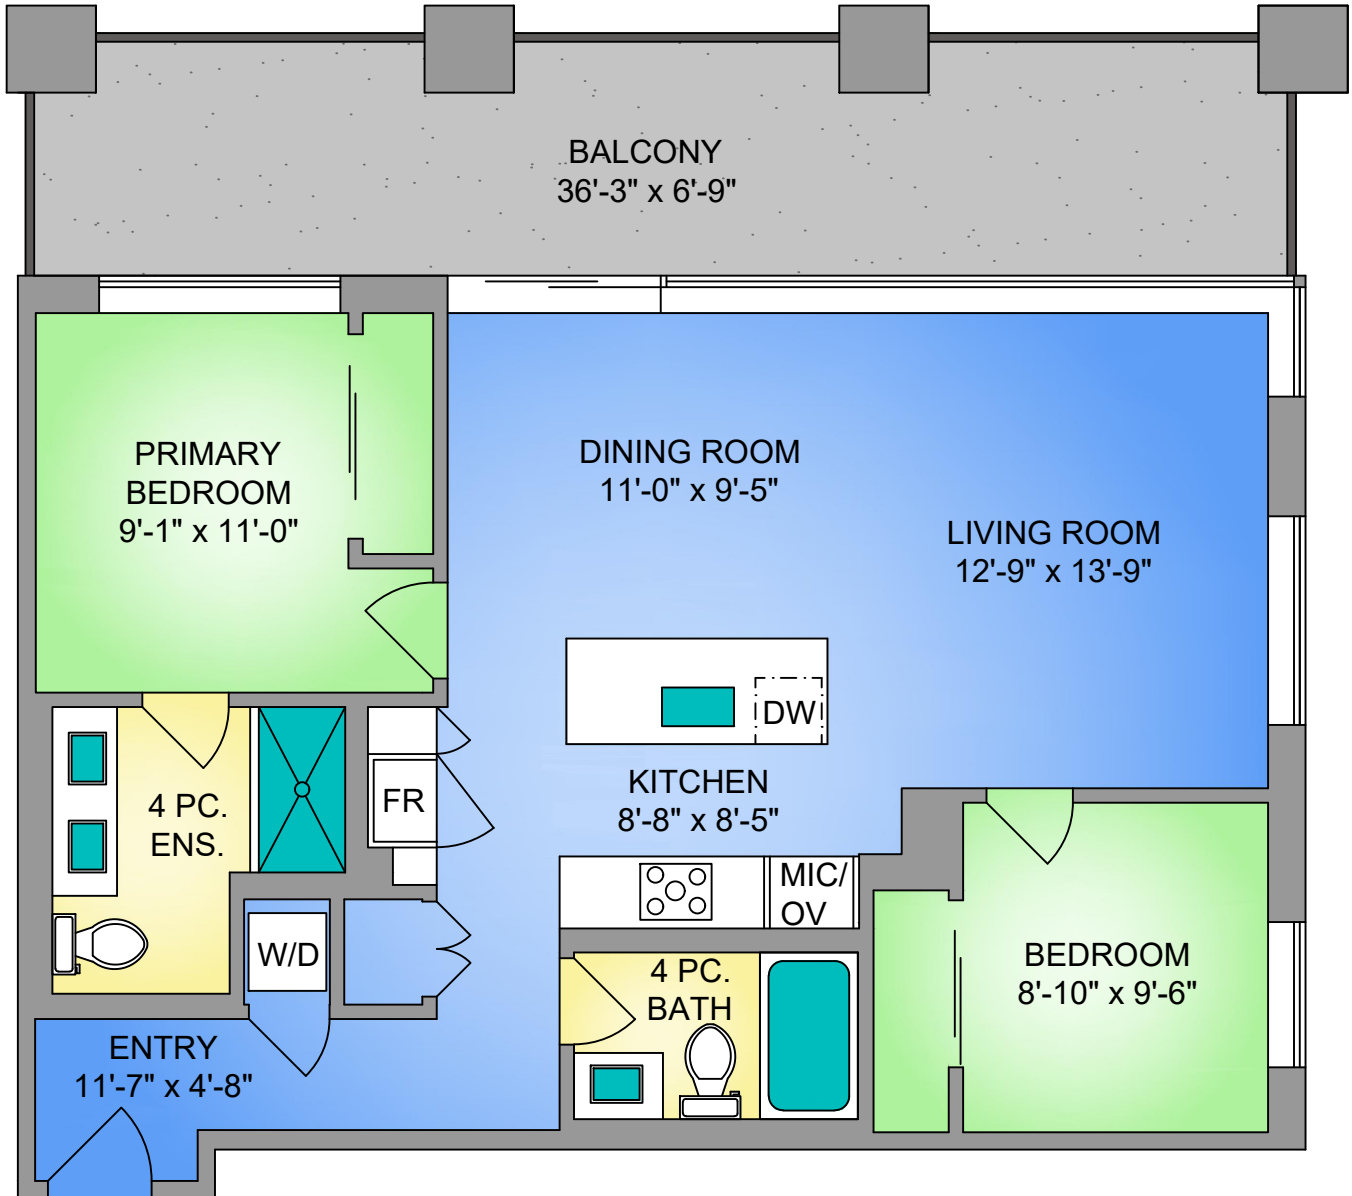 BALCONY
36'-3" x 6'-9"
PRIMARY
BEDROOM
9'-1" x 11'-0"
DINING ROOM
11'-0" x 9'-5"
LIVING ROOM
12'-9" x 13'-9"
DW
KITCHEN
8'-8" x 8'-5"
FR
4 PC.
ENS.
MIC/
OV
W/D
4 PC.
BATH
BEDROOM
8'-10" x 9'-6"
ENTRY
11'-7" x 4'-8"